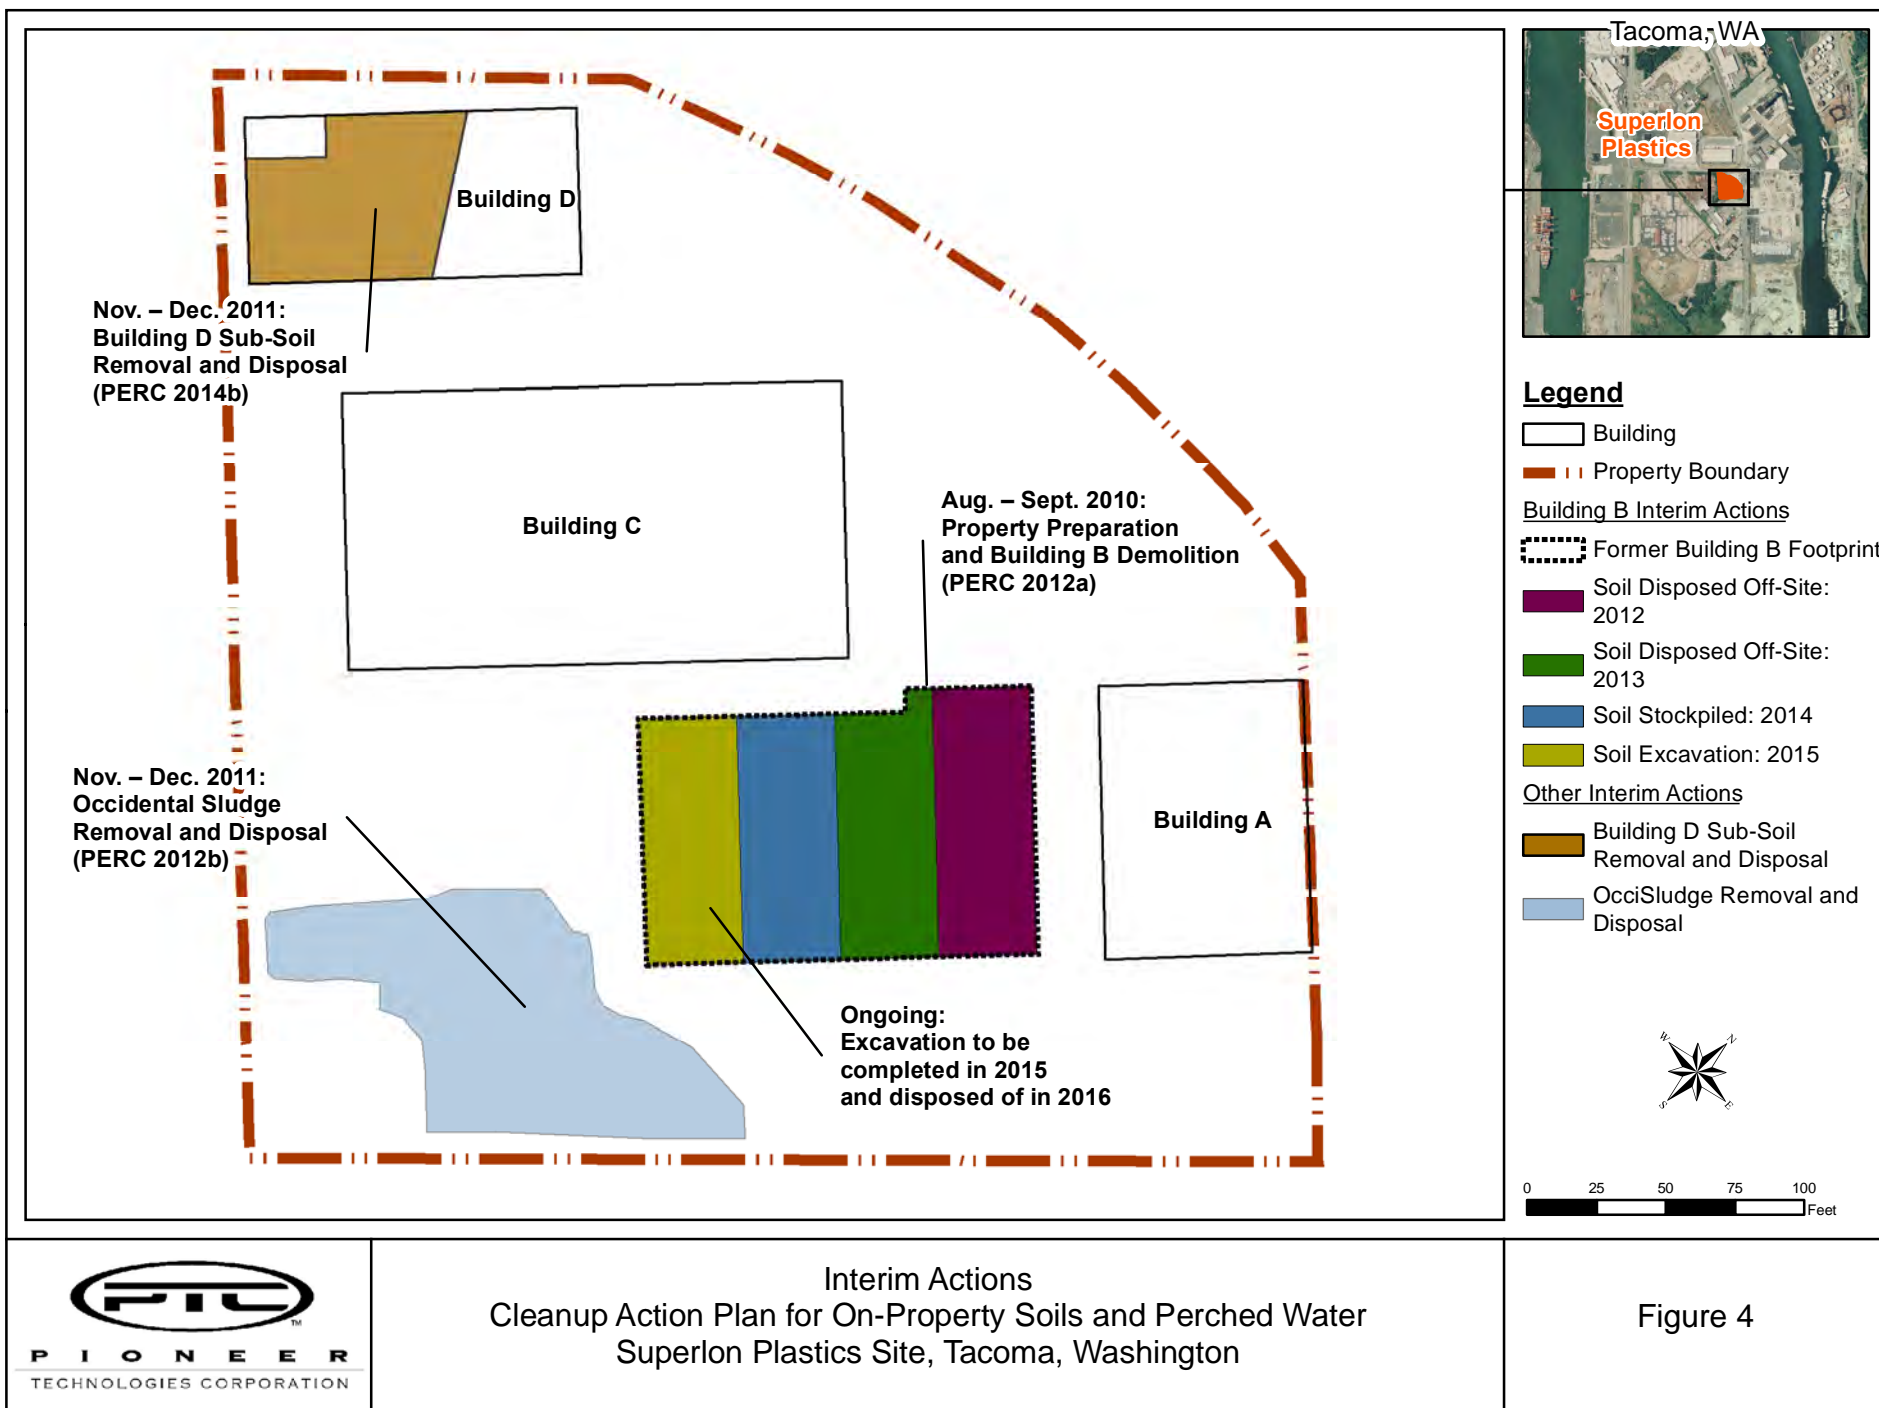 Tacoma, WA
Superlon
Plastics
Building D
Nov. – Dec. 2011:
Building D Sub-Soil
Removal and Disposal
(PERC 2014b)
Building C
Aug. – Sept. 2010:
Property Preparation
and Building B Demolition
(PERC 2012a)
Nov. – Dec. 2011:
Occidental Sludge
Removal and Disposal
(PERC 2012b)
Building A
Ongoing:
Excavation to be
completed in 2015
and disposed of in 2016
Legend
Building
Property Boundary
Building B Interim Actions
Former Building B Footprint
Soil Disposed Off-Site:
2012
Soil Disposed Off-Site:
2013
Soil Stockpiled: 2014
Soil Excavation: 2015
Other Interim Actions
Building D Sub-Soil
Removal and Disposal
OcciSludge Removal and
Disposal
W N
S E
0 25 50 75 100
Feet
PTC
TM
PIONEER
TECHNOLOGIES CORPORATION
Interim Actions
Cleanup Action Plan for On-Property Soils and Perched Water
Superlon Plastics Site, Tacoma, Washington
Figure 4